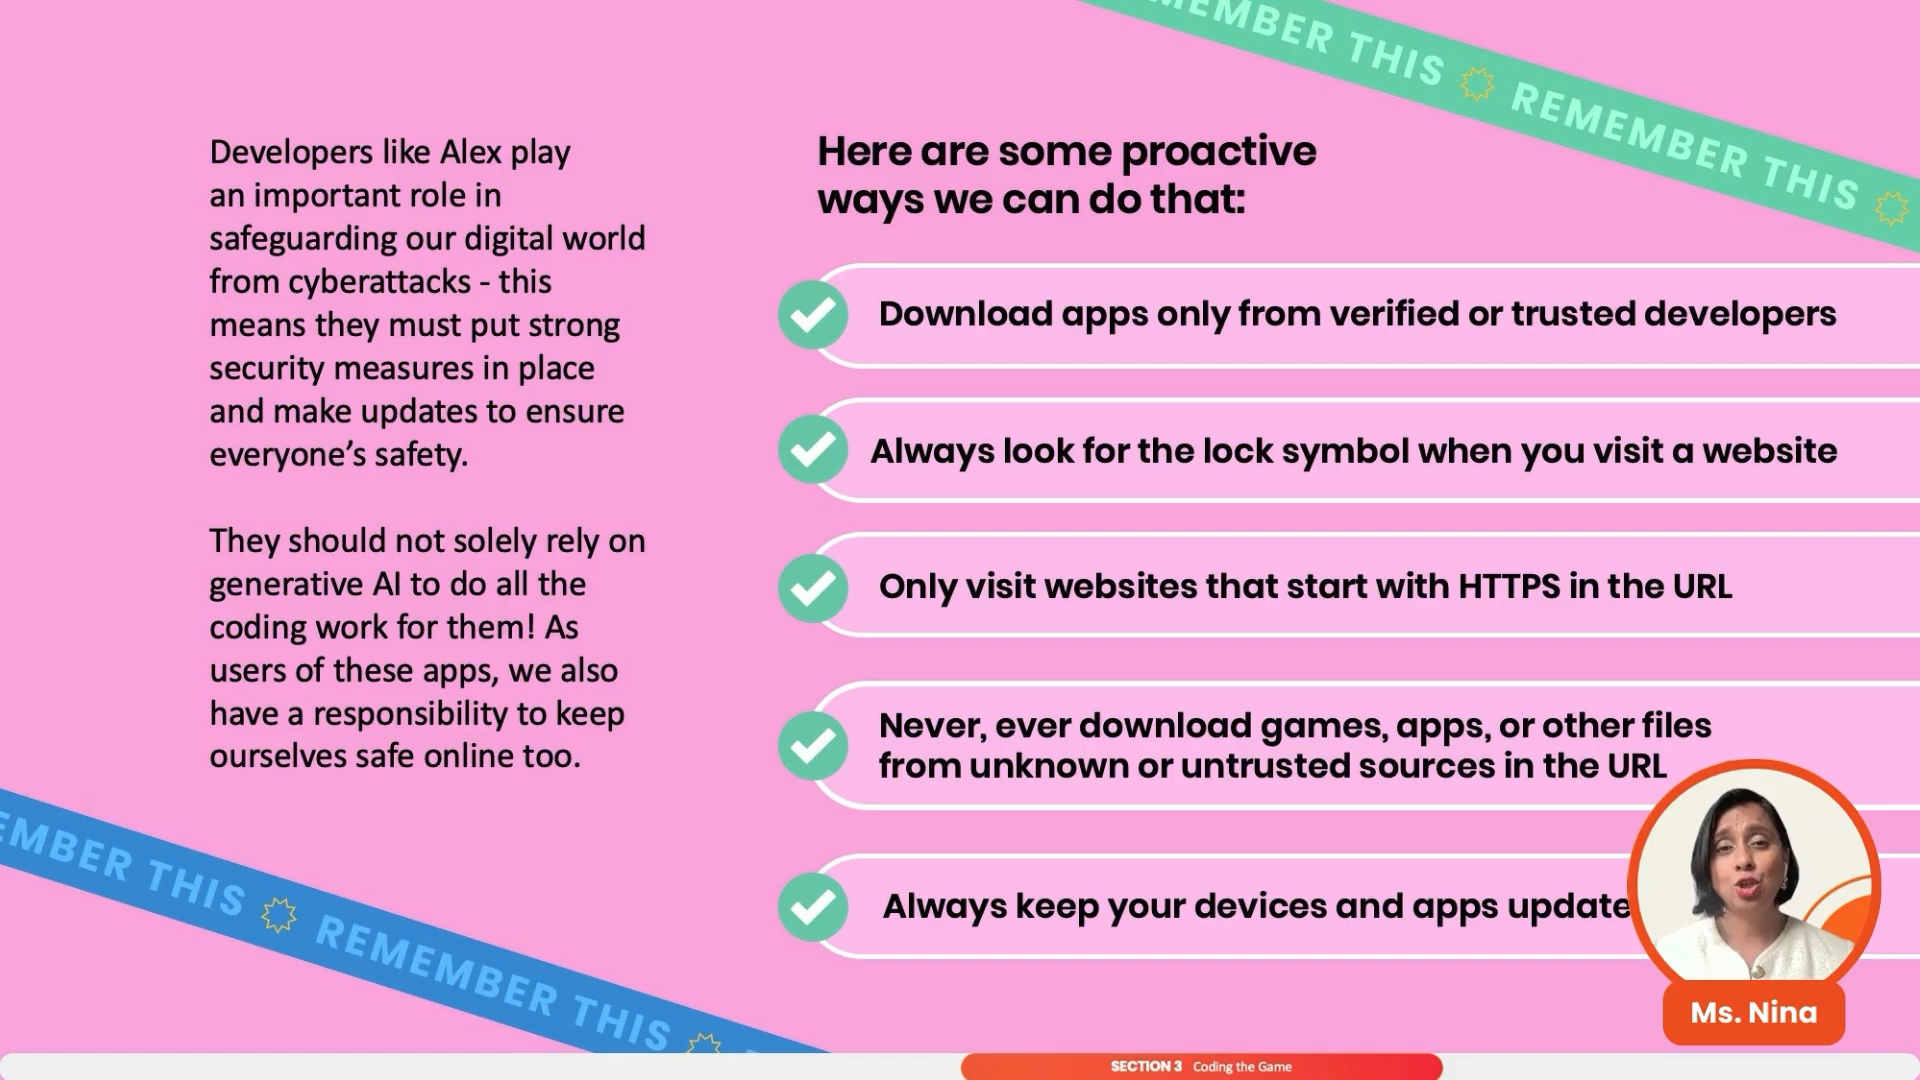 MEMBER THIS REMEMBER THIS
Developers like Alex play
an important role in
safeguarding our digital world
from cyberattacks - this
means they must put strong
security measures in place
and make updates to ensure
everyone's safety.
They should not solely rely on
generative AI to do all the
coding work for them! As
users of these apps, we also
have a responsibility to keep
ourselves safe online too.
Here are some proactive
ways we can do that:
Download apps only from verified or trusted developers
Always look for the lock symbol when you visit a website
Only visit websites that start with HTTPS in the URL
Never, ever download games, apps, or other files
from unknown or untrusted sources in the URL
Always keep your devices and apps update
EMBER THIS REMEMBER THIS
Ms. Nina
SECTION 3 Coding the Game